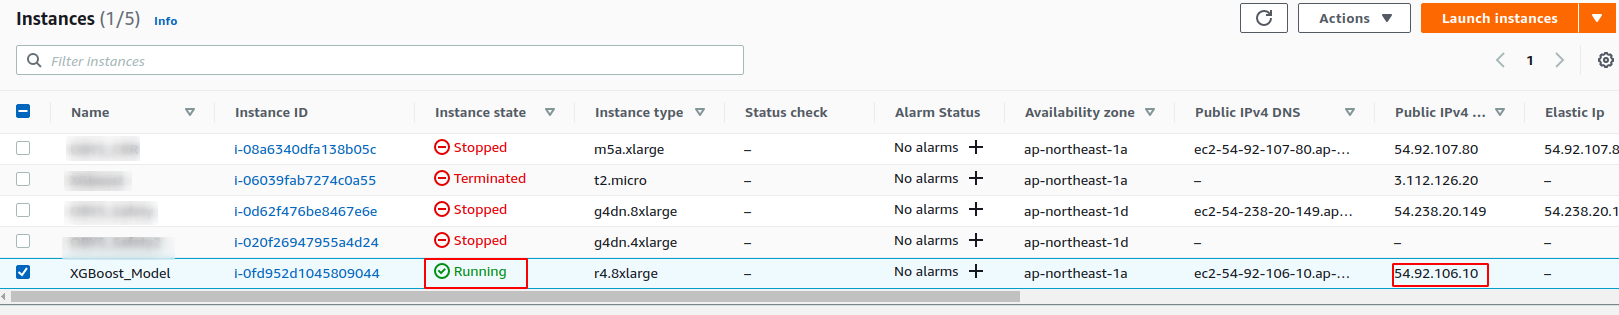 Instances (1/5) Info Actions Launch instances
Filter instances 1
Name Instance ID Instance state Instance type Status check Alarm Status Availability zone Public IPv4 DNS Public IPv4 ... Elastic Ip
i-08a6340dfa138b05c Stopped m5a.xlarge – No alarms + ap-northeast-1a ec2-54-92-107-80.ap-... 54.92.107.80 54.92.107.8
i-06039fab7274c0a55 Terminated t2.micro – No alarms + ap-northeast-1a – 3.112.126.20 –
i-0d62f476be8467e6e Stopped g4dn.8xlarge – No alarms + ap-northeast-1d ec2-54-238-20-149.ap... 54.238.20.149 54.238.20.1
i-020f26947955a4d24 Stopped g4dn.4xlarge – No alarms + ap-northeast-1d – – –
XGBoost_Model i-0fd952d1045809044 Running r4.8xlarge – No alarms + ap-northeast-1a ec2-54-92-106-10.ap-... 54.92.106.10 –